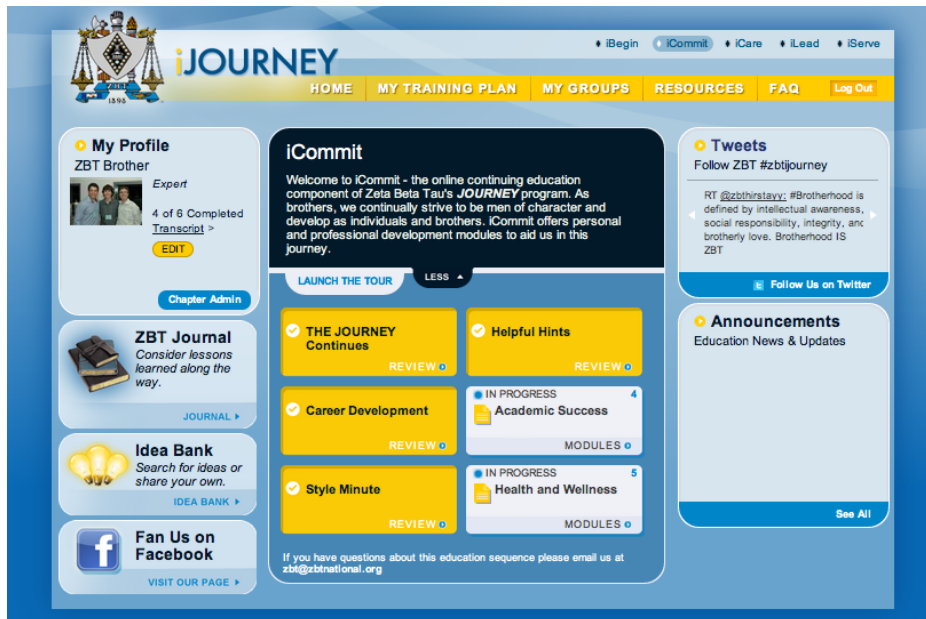 ZBT
1898
iJOURNEY
iBegin
iCommit
iCare
iLead
iServe
HOME
MY TRAINING PLAN
MY GROUPS
RESOURCES
FAQ
Log Out
My Profile
ZBT Brother
Expert
4 of 6 Completed
Transcript >
EDIT
Chapter Admin
ZBT Journal
Consider lessons
learned along the
way.
JOURNAL
Idea Bank
Search for ideas or
share your own.
IDEA BANK
Fan Us on
Facebook
VISIT OUR PAGE
iCommit
Welcome to iCommit - the online continuing education
component of Zeta Beta Tau's JOURNEY program. As
brothers, we continually strive to be men of character and
develop as individuals and brothers. iCommit offers personal
and professional development modules to aid us in this
journey.
LAUNCH THE TOUR
LESS
THE JOURNEY
Continues
REVIEW
Helpful Hints
REVIEW
Career Development
REVIEW
IN PROGRESS 4
Academic Success
MODULES
Style Minute
REVIEW
IN PROGRESS 5
Health and Wellness
MODULES
If you have questions about this education sequence please email us at
zbt@zbtnational.org
Tweets
Follow ZBT #zbtijourney
RT @zbthirstayy: #Brotherhood is
defined by intellectual awareness,
social responsibility, integrity, and
brotherly love. Brotherhood IS
ZBT
Follow Us on Twitter
Announcements
Education News & Updates
See All